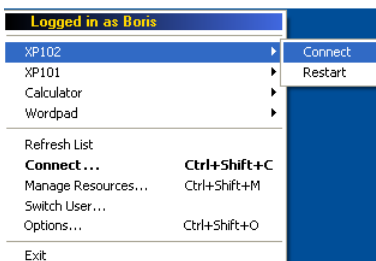 Logged in as Boris
XP102
Connect
XP101
Restart
Calculator
Wordpad
Refresh List
Connect... Ctrl+Shift+C
Manage Resources... Ctrl+Shift+M
Switch User...
Options... Ctrl+Shift+O
Exit